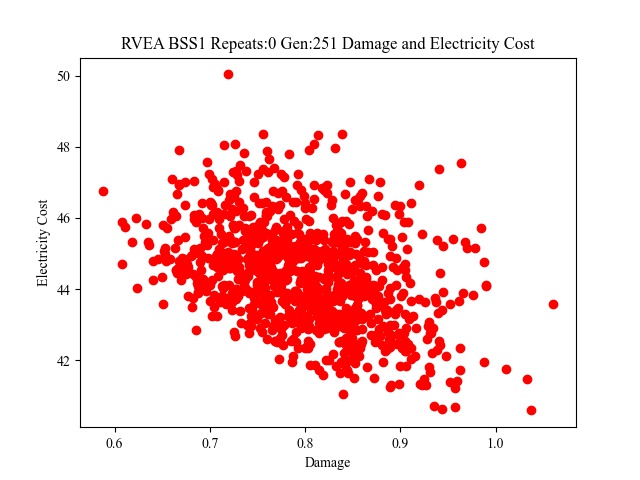 RVEA BSS1 Repeats:0 Gen:251 Damage and Electricity Cost
50
48
46
44
42
Electricity Cost
0.6 0.7 0.8 0.9 1.0
Damage